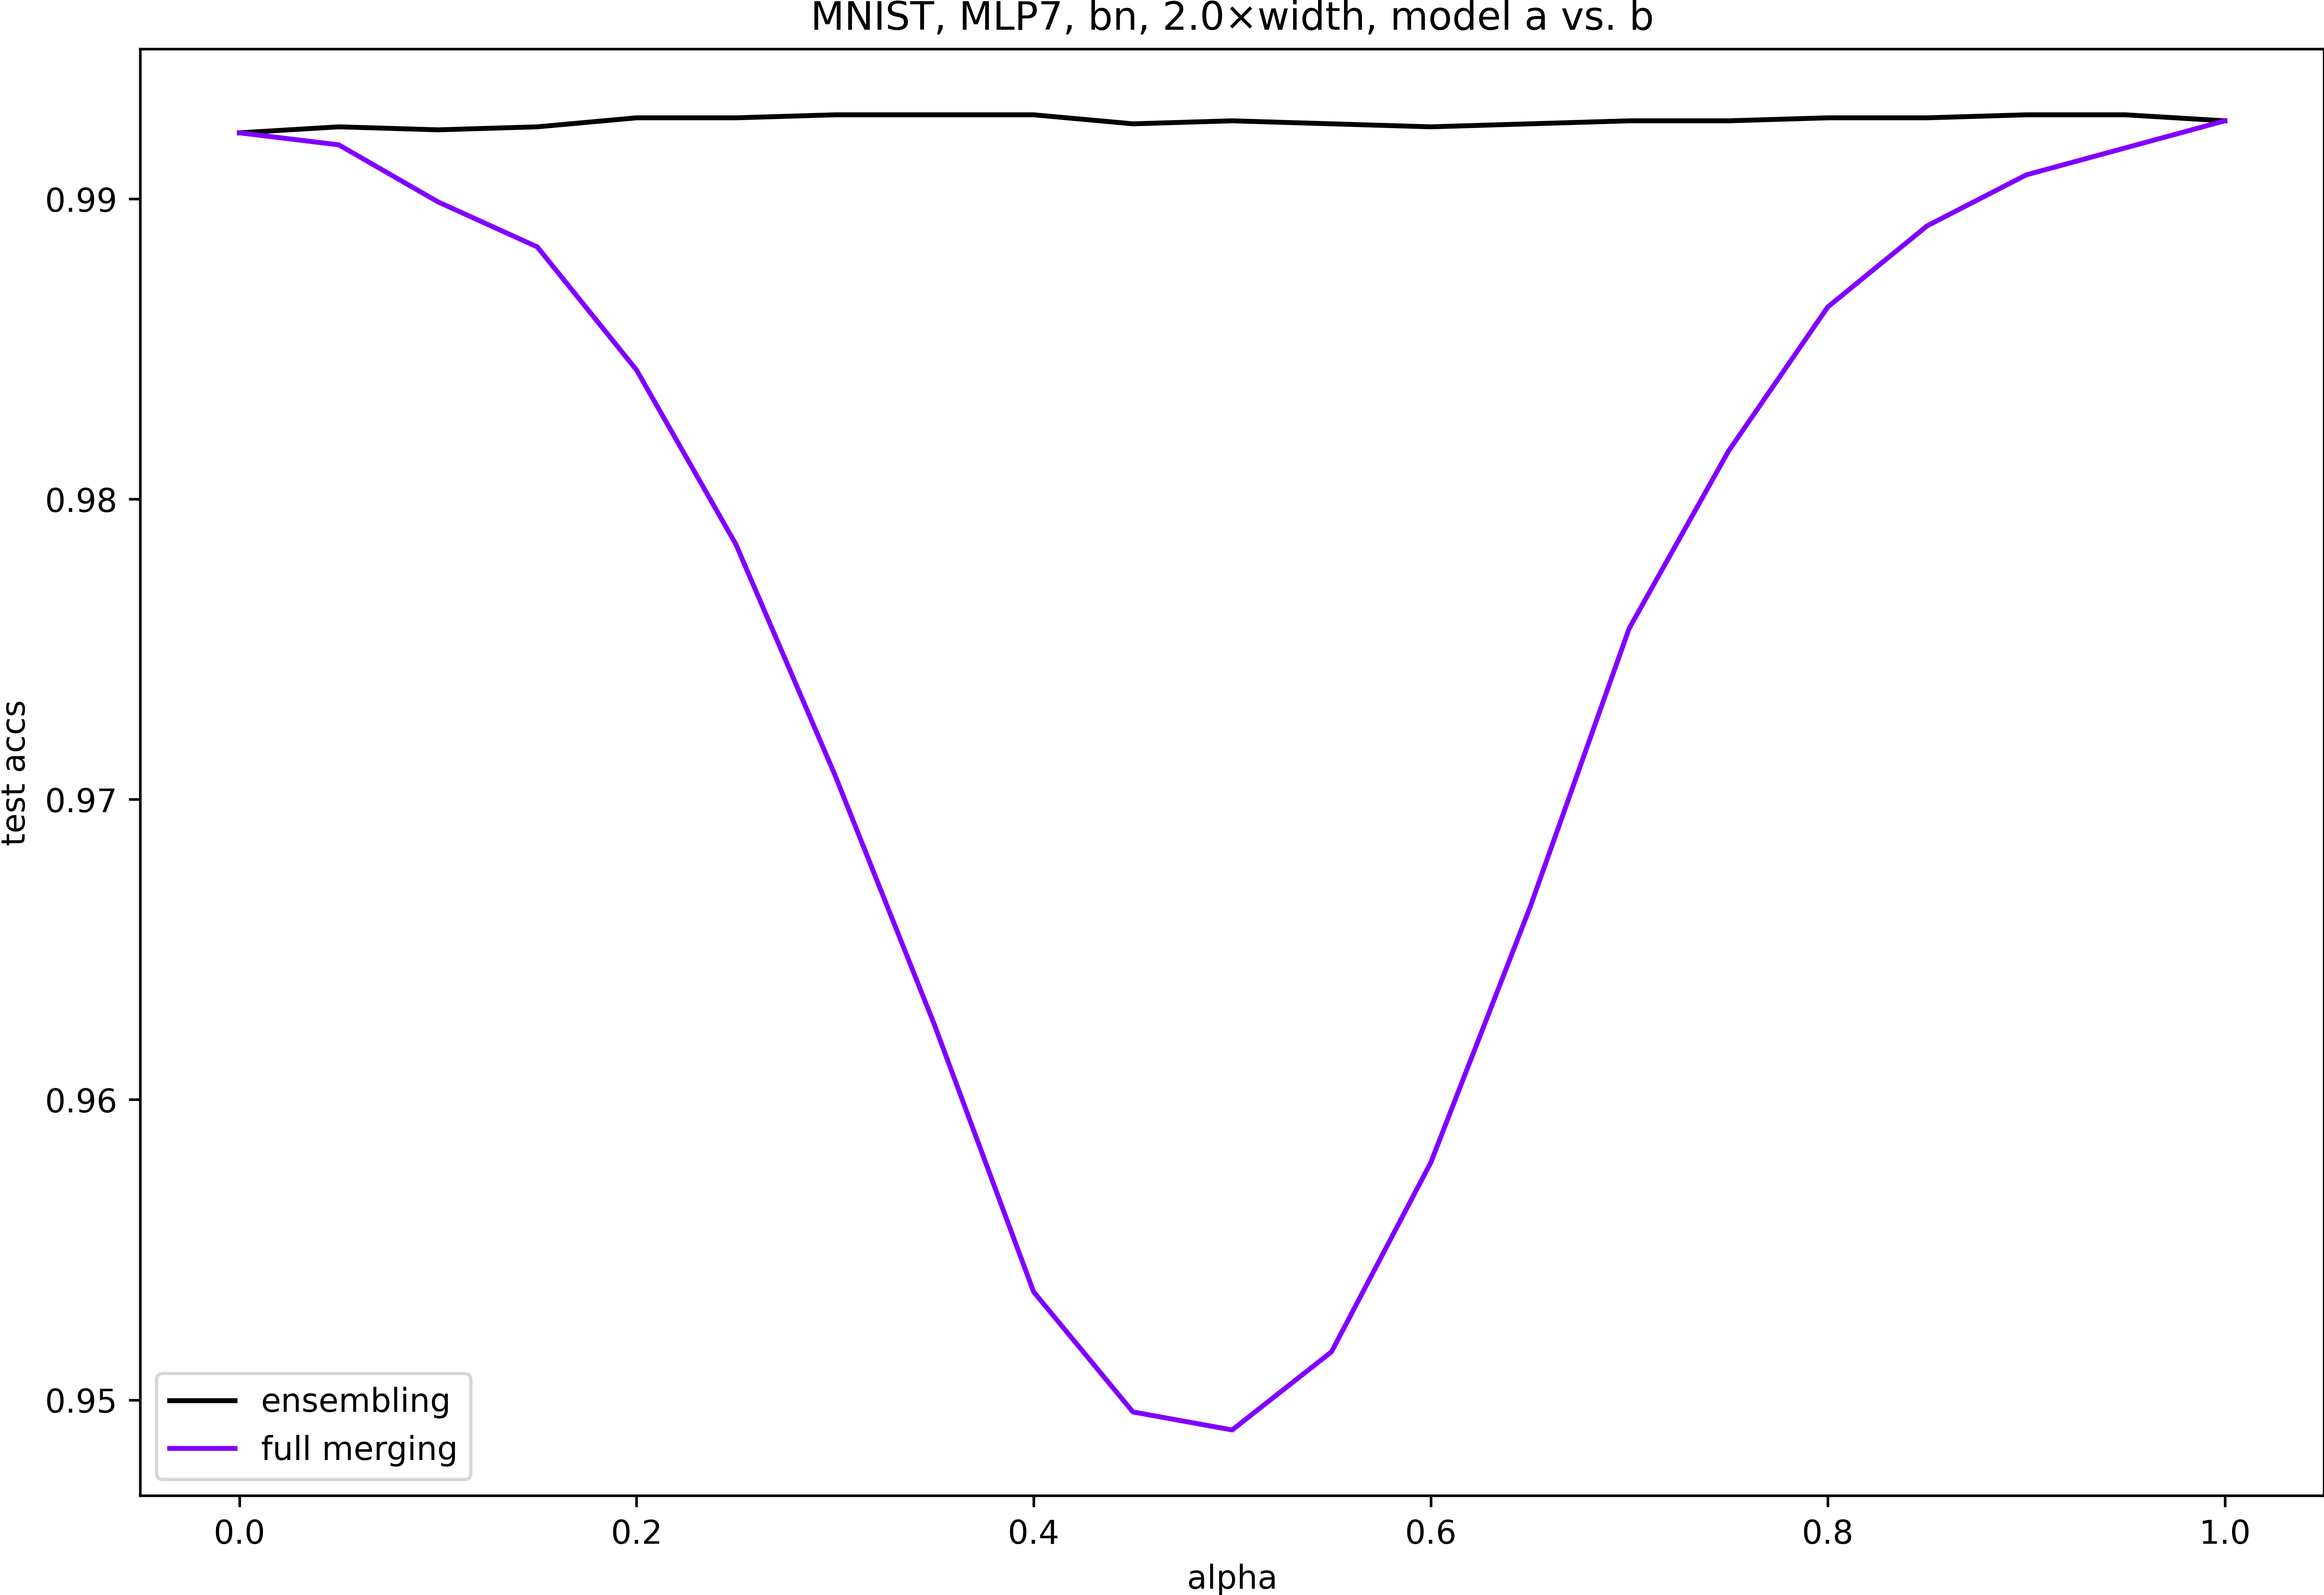 MNIST, MLP7, bn, 2.0×width, model a vs. b
test accs
0.99
0.98
0.97
0.96
0.95
ensembling
full merging
0.0 0.2 0.4 0.6 0.8 1.0
alpha